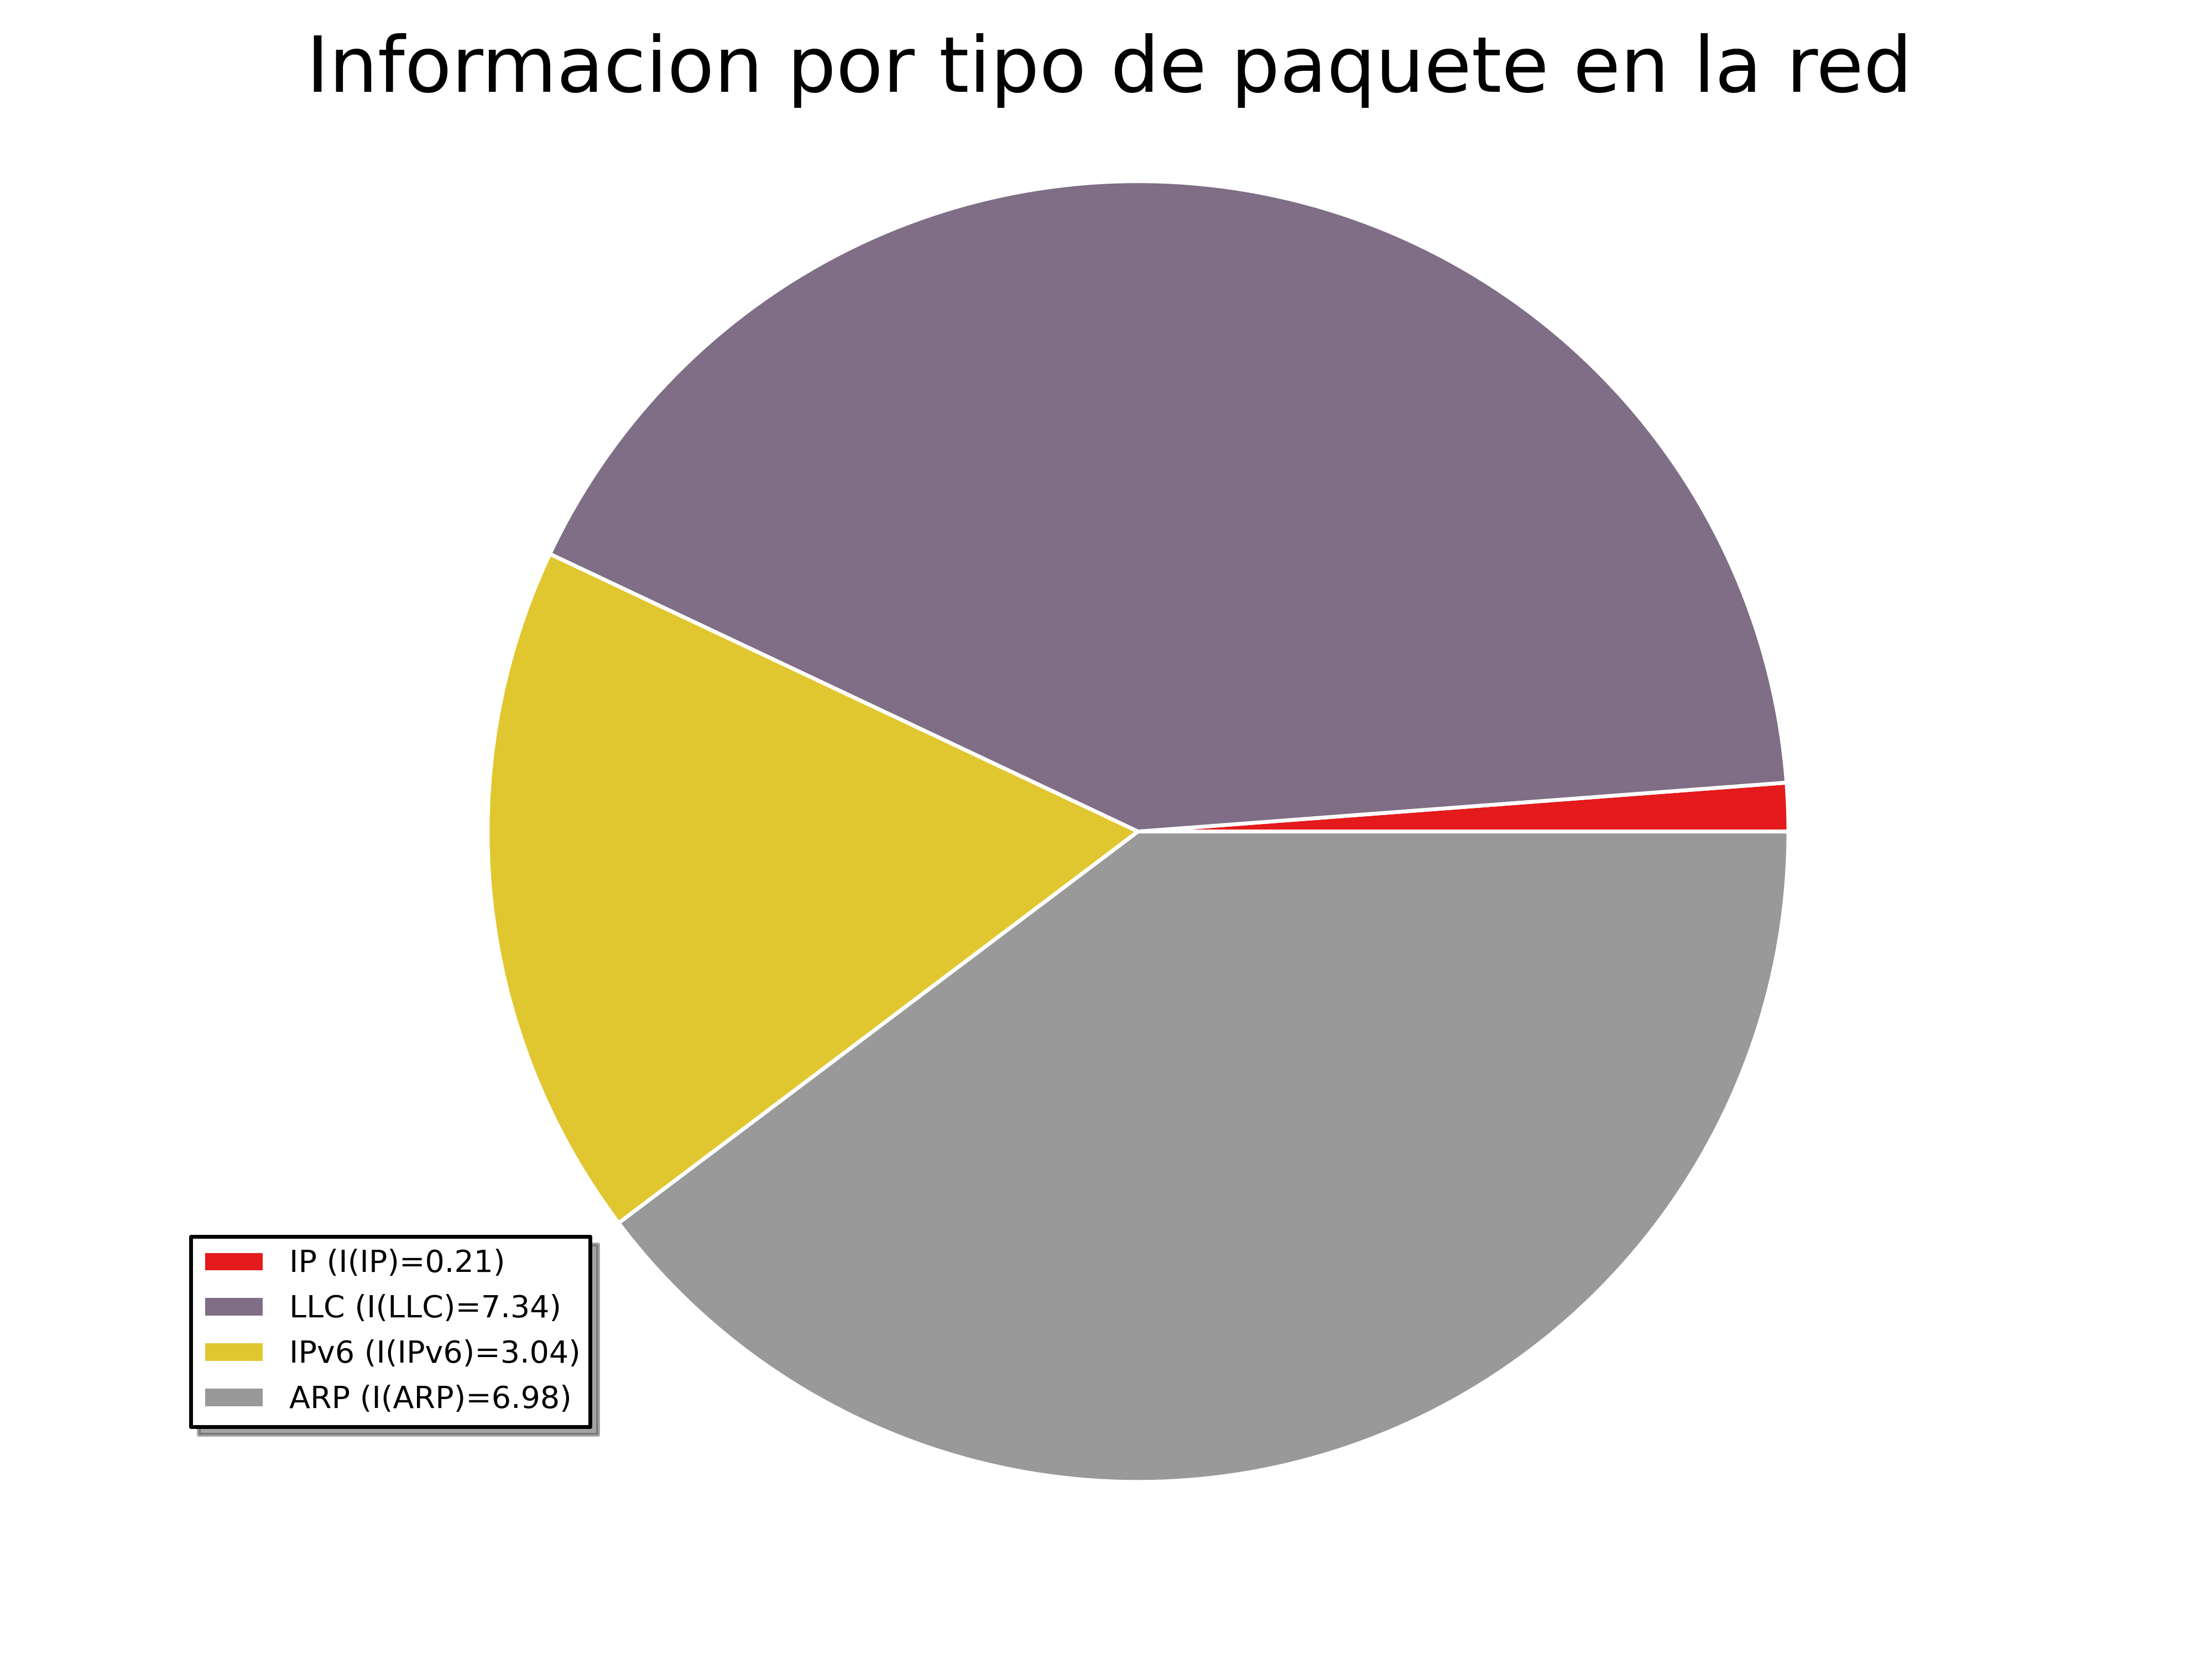 Informacion por tipo de paquete en la red
IP (I(IP)=0.21)
LLC (I(LLC)=7.34)
IPv6 (I(IPv6)=3.04)
ARP (I(ARP)=6.98)